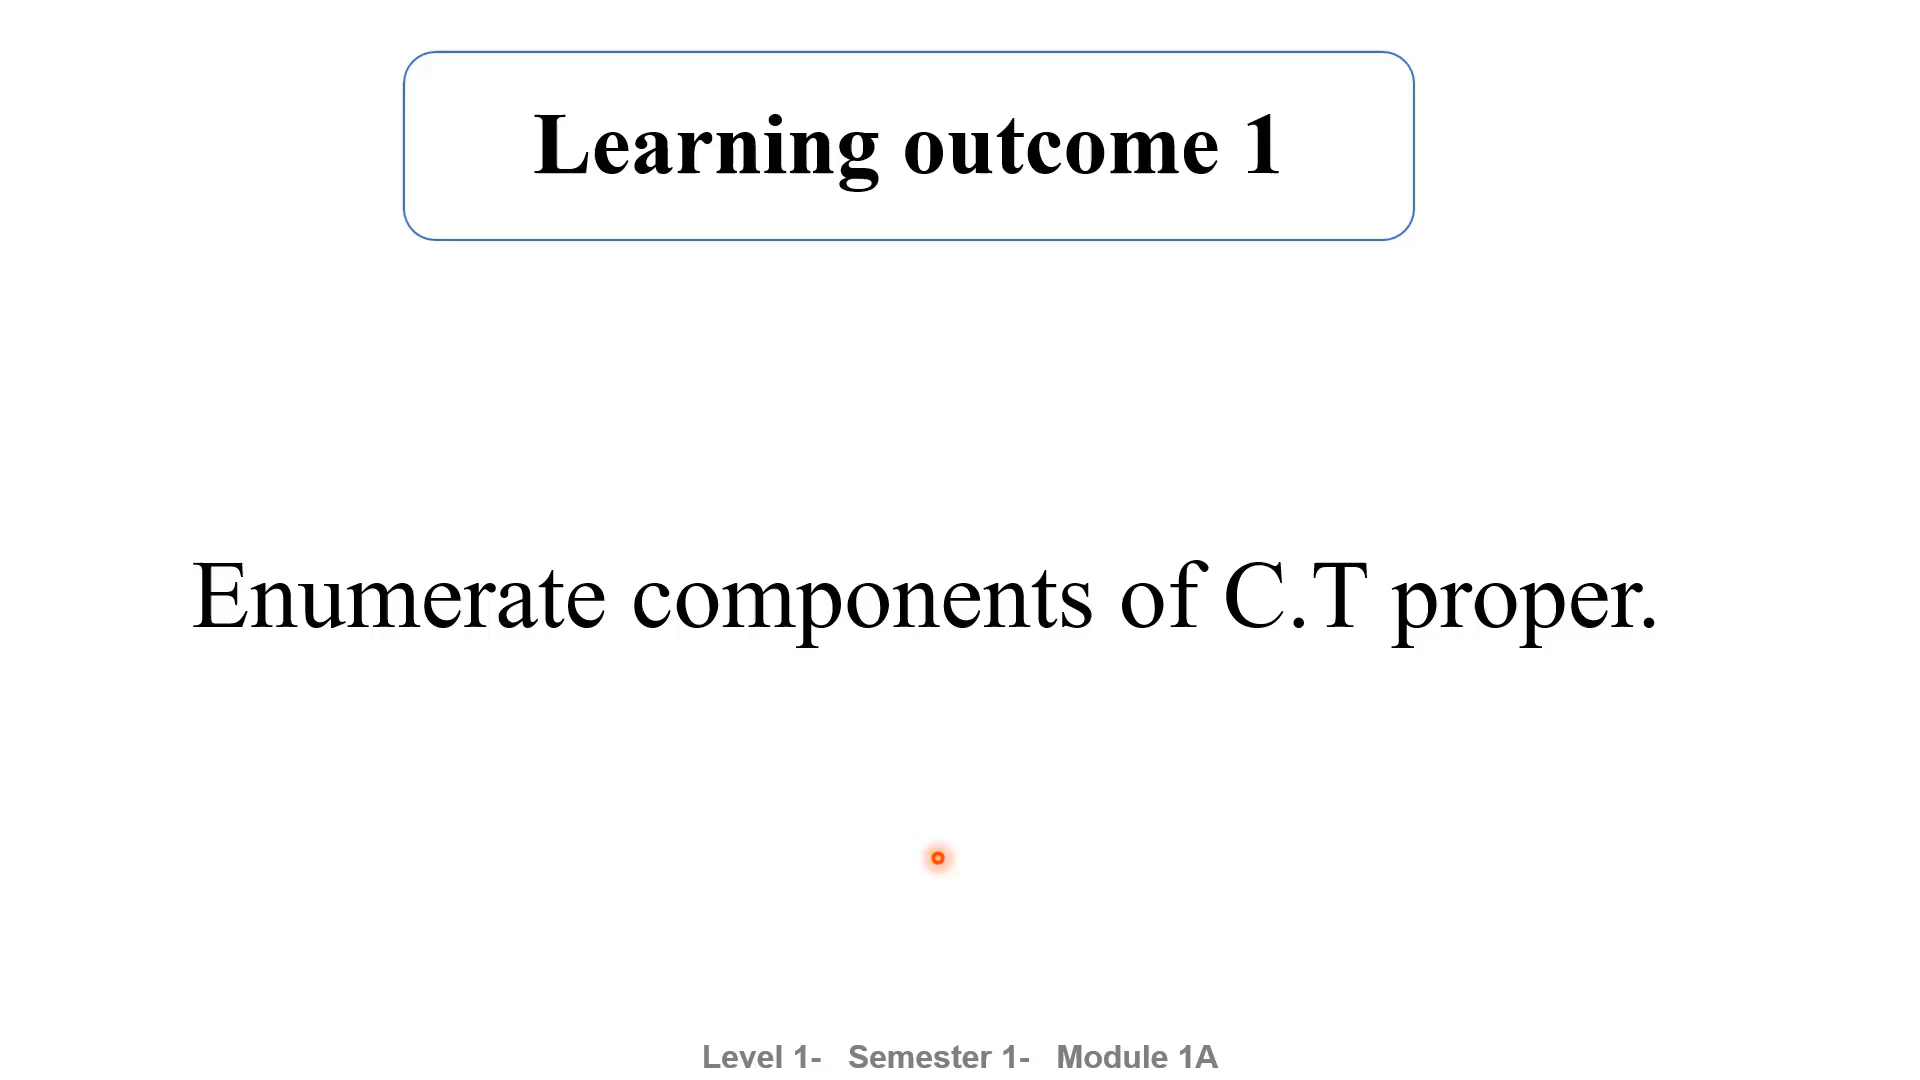 Learning outcome 1
Enumerate components of C.T proper.
Level 1- Semester 1- Module 1A